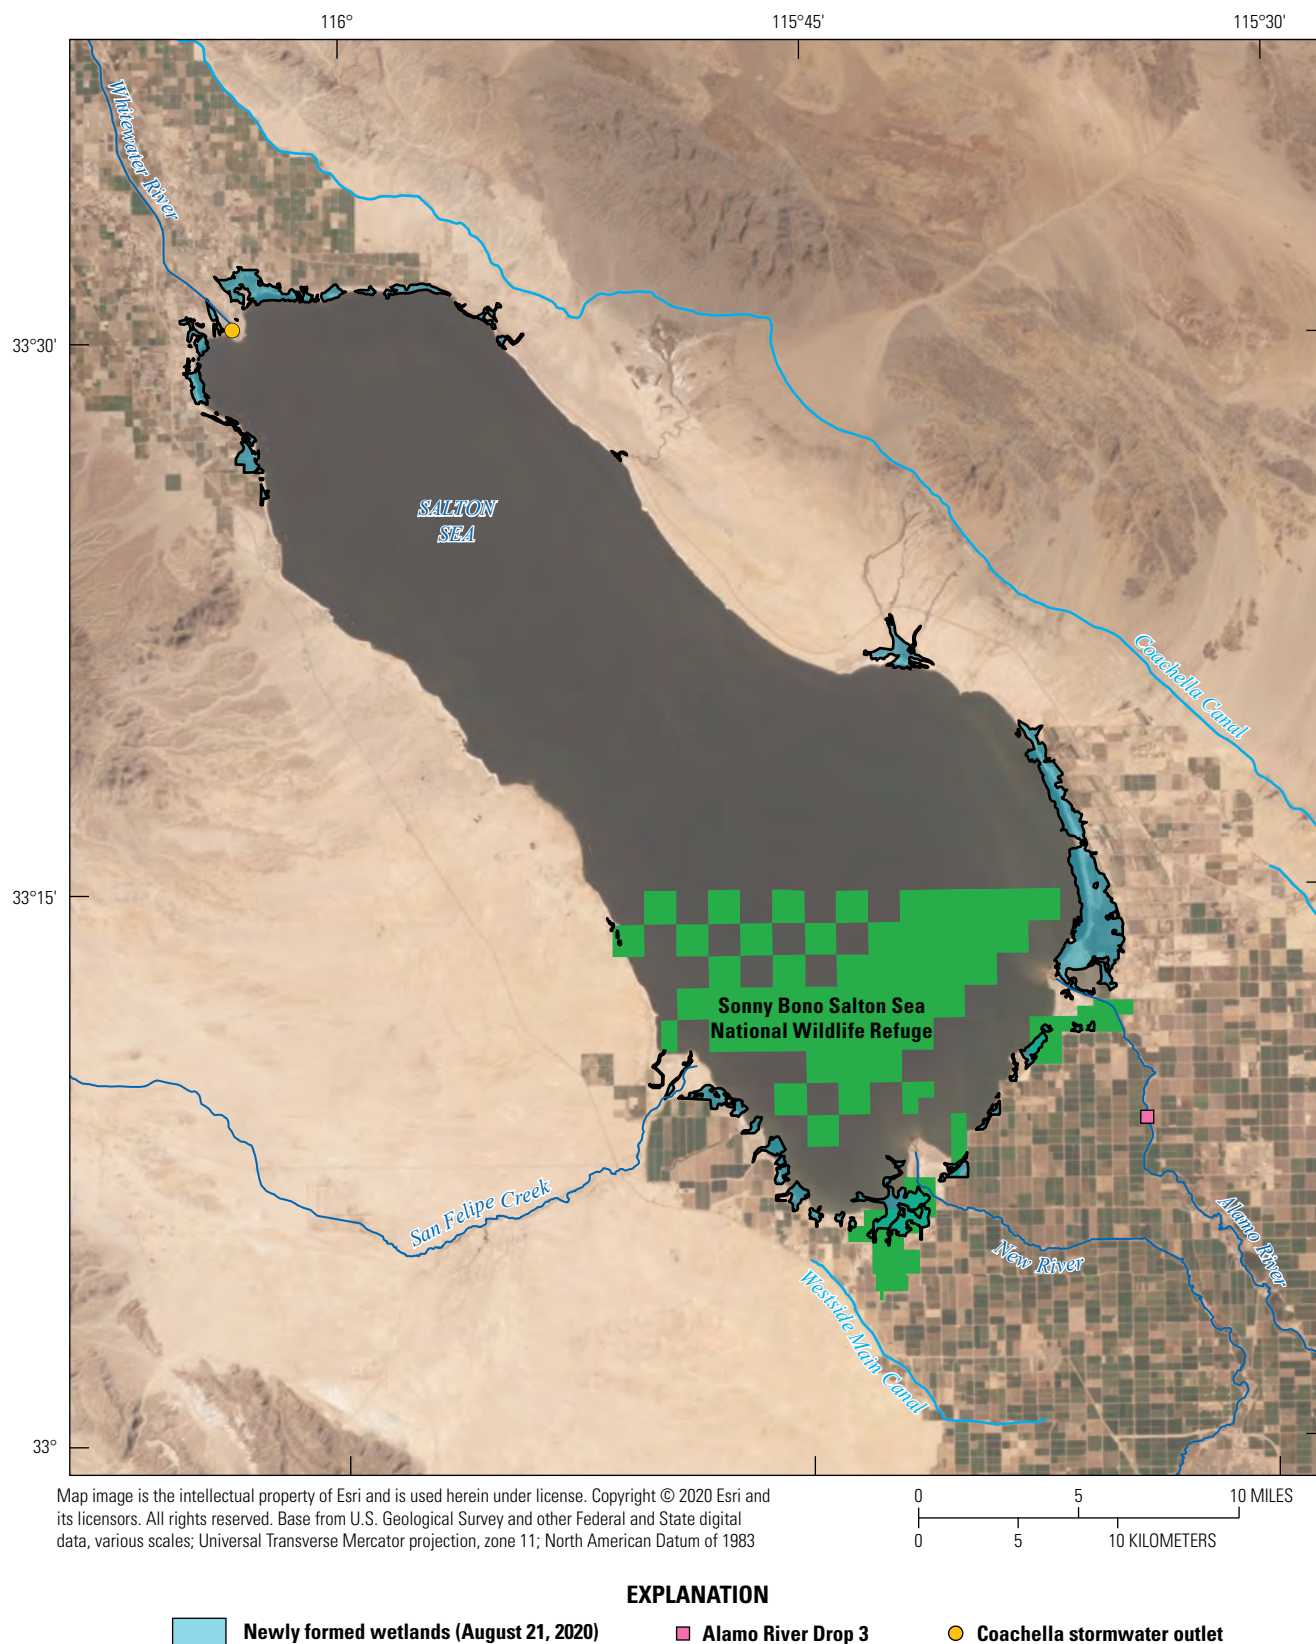 116°
115°45'
115°30'
Whitewater River
33°30'
SALTON
SEA
Coachella Canal
33°15'
Sonny Bono Salton Sea
National Wildlife Refuge
San Felipe Creek
Alamo River
New River
Westside Main Canal
33°
Map image is the intellectual property of Esri and is used herein under license. Copyright © 2020 Esri and
its licensors. All rights reserved. Base from U.S. Geological Survey and other Federal and State digital
data, various scales; Universal Transverse Mercator projection, zone 11; North American Datum of 1983
0 5 10 MILES
0 5 10 KILOMETERS
EXPLANATION
Newly formed wetlands (August 21, 2020)
Alamo River Drop 3
Coachella stormwater outlet